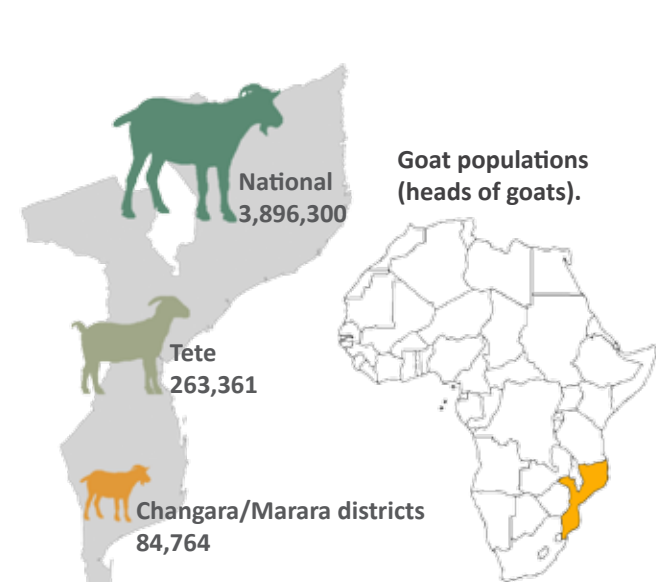 Goat populations
(heads of goats).
National
3,896,300
Tete
263,361
Changara/Marara districts
84,764